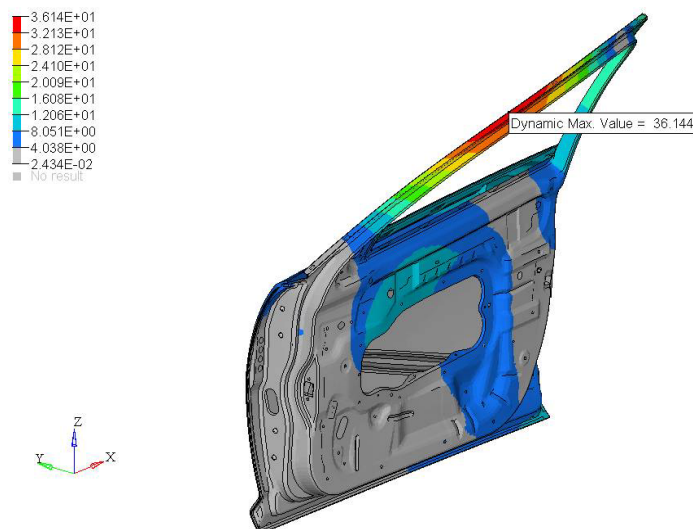 3.614E+01
3.213E+01
2.812E+01
2.410E+01
2.009E+01
1.608E+01
1.206E+01
8.051E+00
4.038E+00
2.434E-02
No result
Dynamic Max. Value = 36.144
Z
Y
X